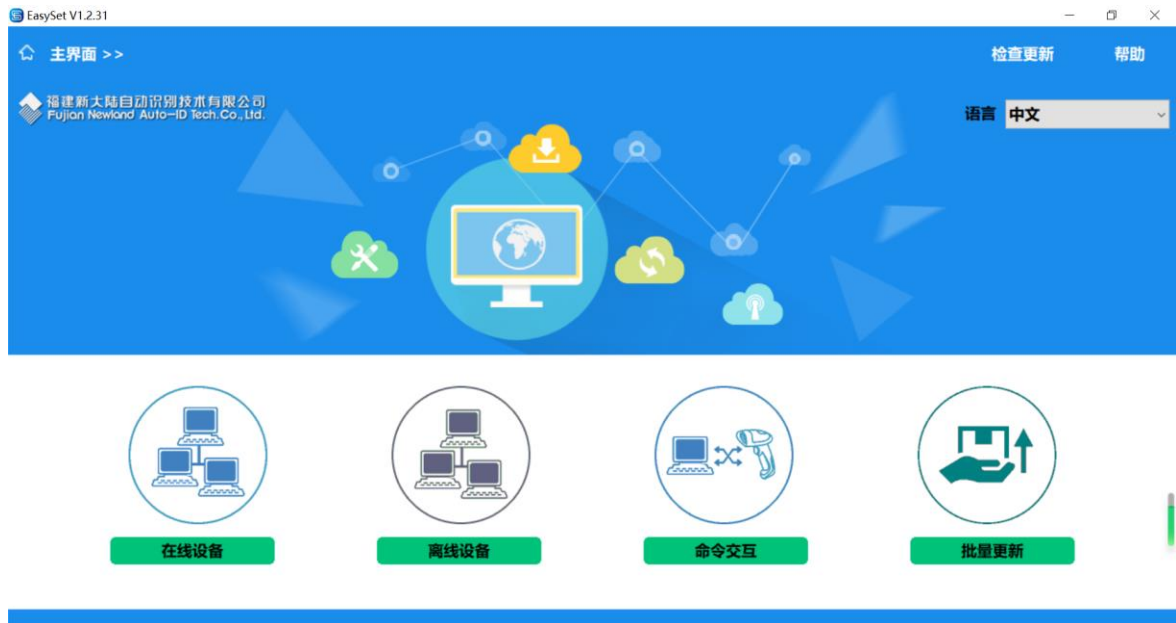 EasySet V1.2.31
主界面 >>
检查更新
帮助
福建新大陆自动识别技术有限公司
Fujian Newland Auto-ID Tech.Co.,Ltd.
语言 中文
在线设备
离线设备
命令交互
批量更新